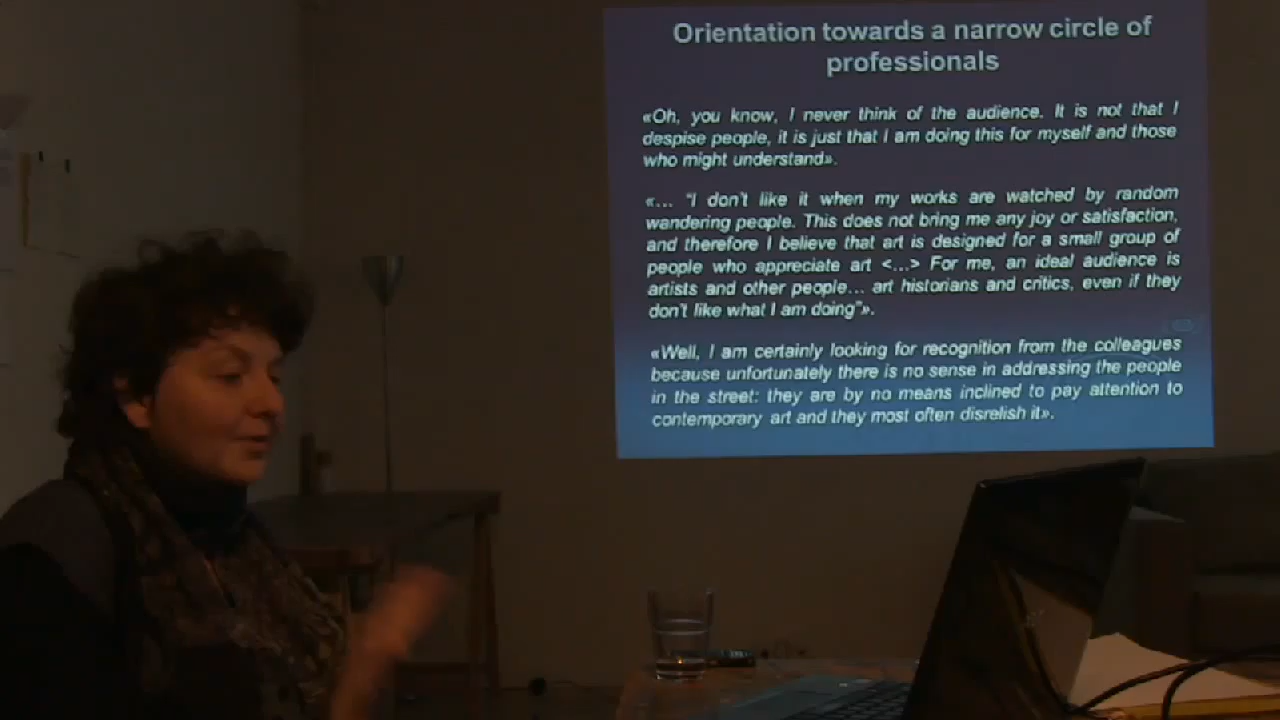 Orientation towards a narrow circle of
professionals
«Oh, you know, I never think of the audience. It is not that I
despise people, it is just that I am doing this for myself and those
who might understand».
«... "I don't like it when my works are watched by random
wandering people. This does not bring me any joy or satisfaction,
and therefore I believe that art is designed for a small group of
people who appreciate art <...> For me, an ideal audience is
artists and other people... art historians and critics, even if they
don't like what I am doing"».
«Well, I am certainly looking for recognition from the colleagues
because unfortunately there is no sense in addressing the people
in the street: they are by no means inclined to pay attention to
contemporary art and they most often disrelish it».